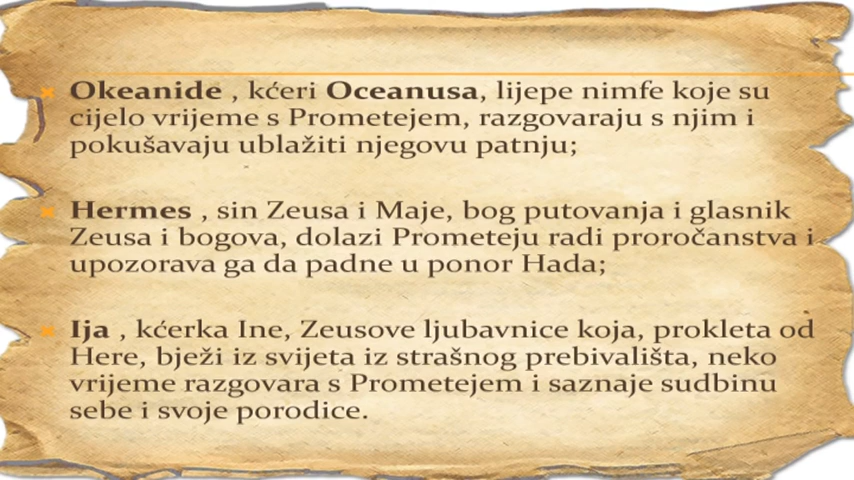 Okeanide , kćeri Oceanusa, lijepe nimfe koje su
cijelo vrijeme s Prometejem, razgovaraju s njim i
pokušavaju ublažiti njegovu patnju;
Hermes , sin Zeusa i Maje, bog putovanja i glasnik
Zeusa i bogova, dolazi Prometeju radi proročanstva i
upozorava ga da padne u ponor Hada;
Ija , kćerka Ine, Zeusove ljubavnice koja, prokleta od
Here, bježi iz svijeta iz strašnog prebivališta, neko
vrijeme razgovara s Prometejem i saznaje sudbinu
sebe i svoje porodice.